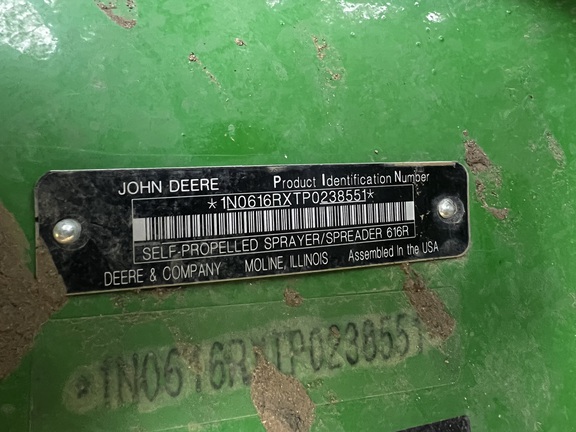 JOHN DEERE Product Identification Number
*1N0616RXTP0238551*
SELF-PROPELLED SPRAYER/SPREADER 616R
DEERE & COMPANY MOLINE, ILLINOIS Assembled in the USA
*1N0616RXTP0238551